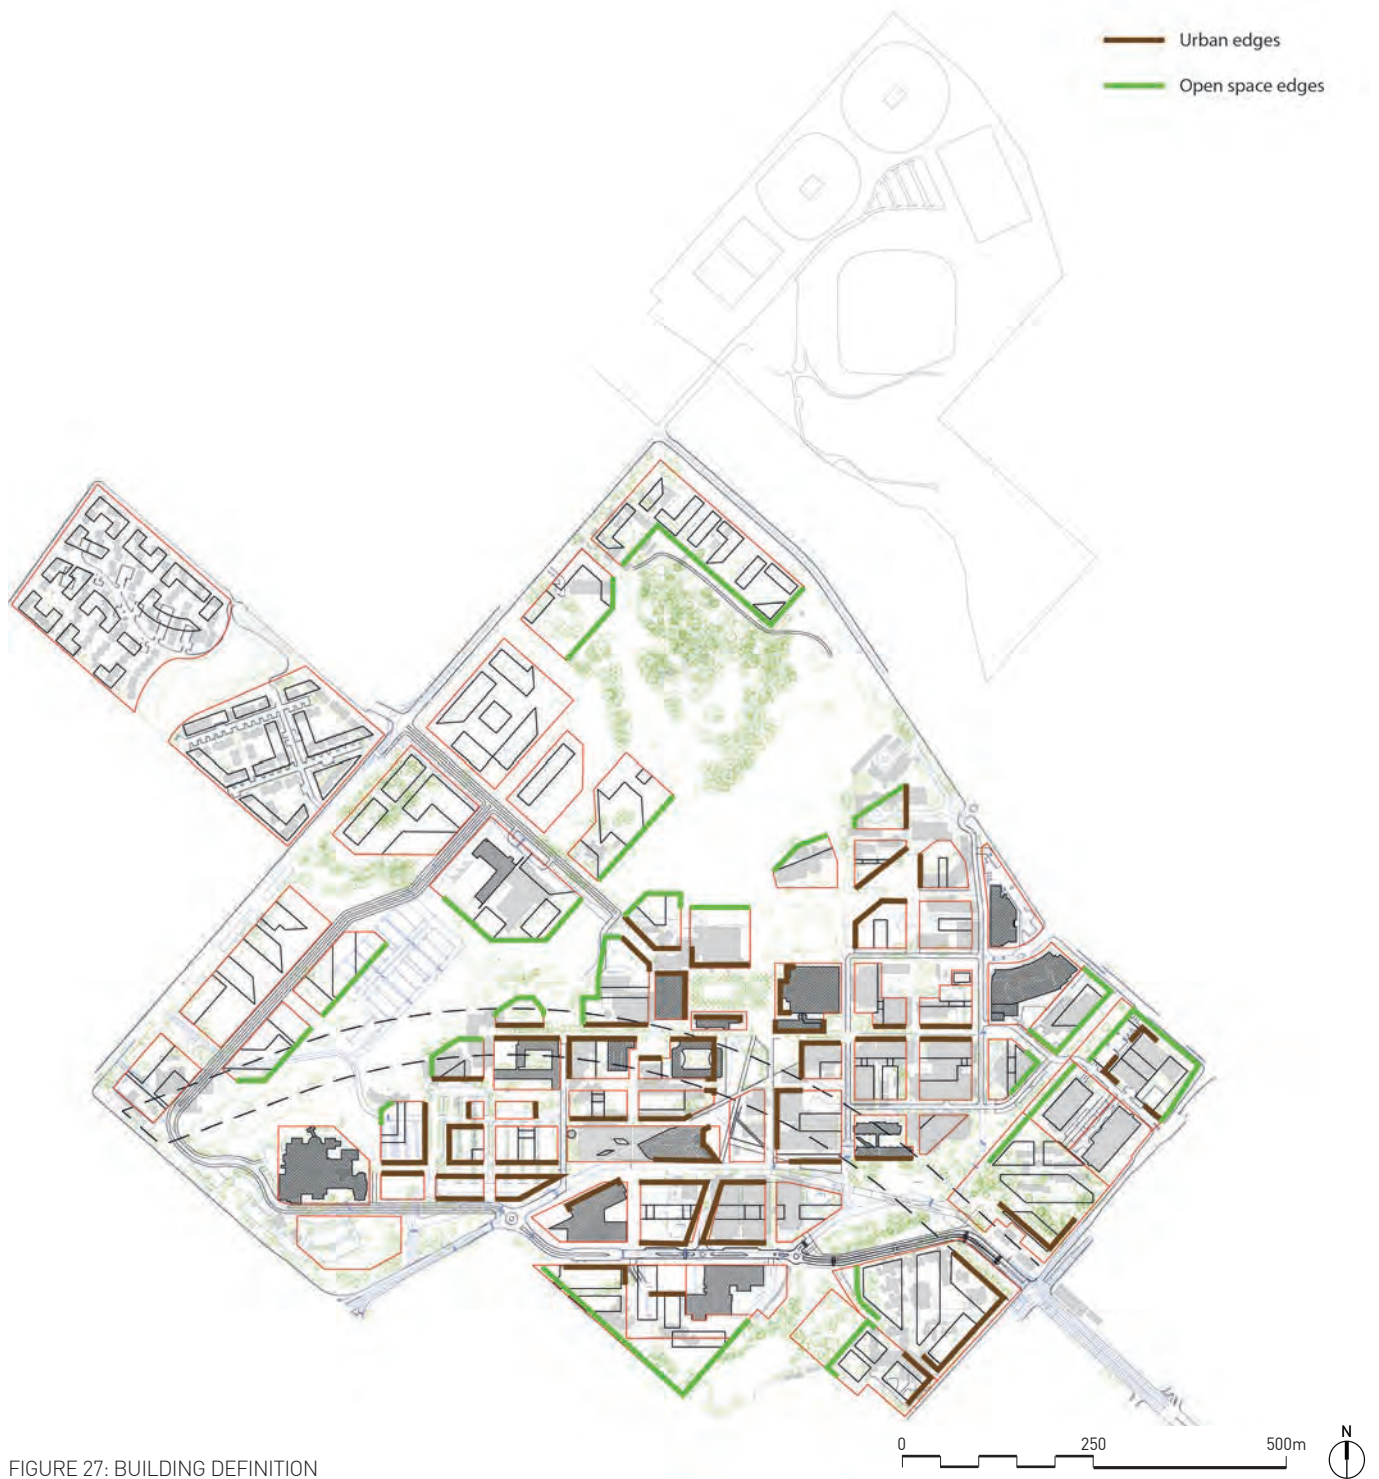 Urban edges
Open space edges
0 250 500m
N
FIGURE 27: BUILDING DEFINITION